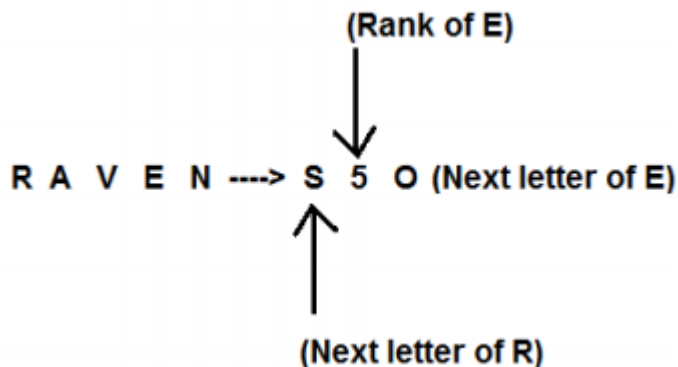 (Rank of E)
R A V E N ----> S 5 O (Next letter of E)
(Next letter of R)